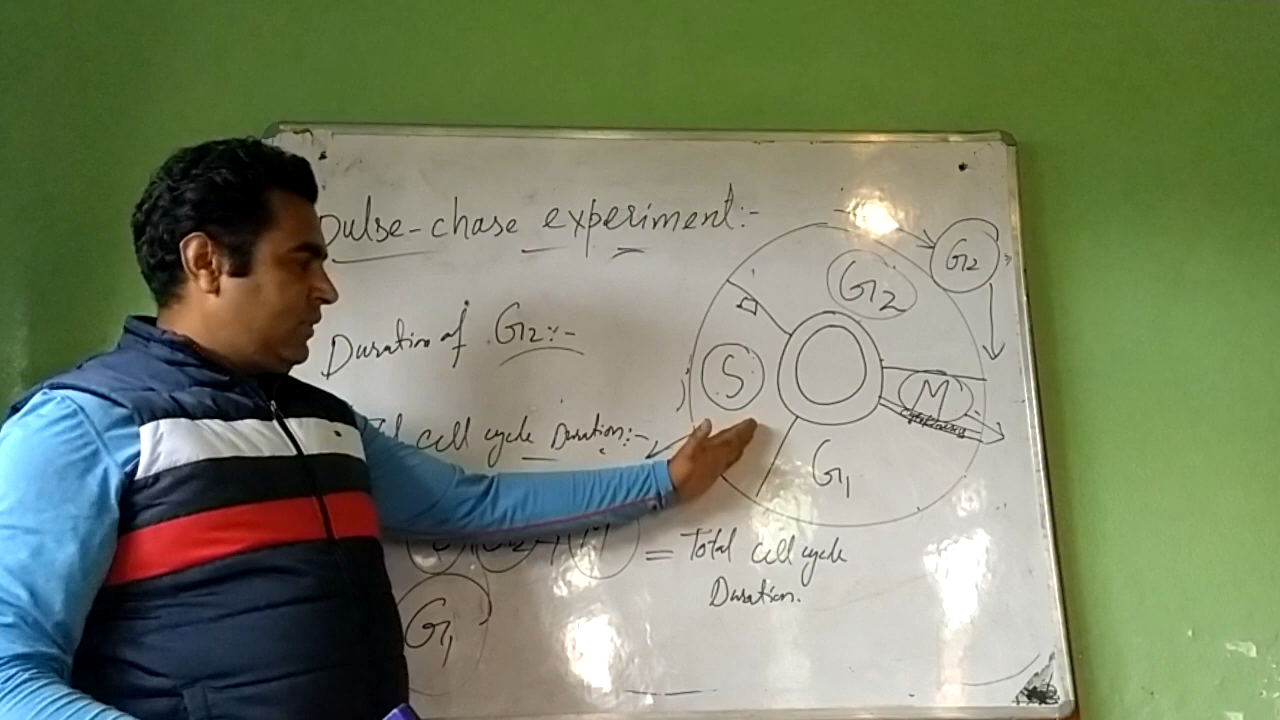 pulse-chase experiment:-
Duration of G2:-
cell cycle Duration:-
= Total cell cycle
Duration.
G1
G2
G2
S
M
G1